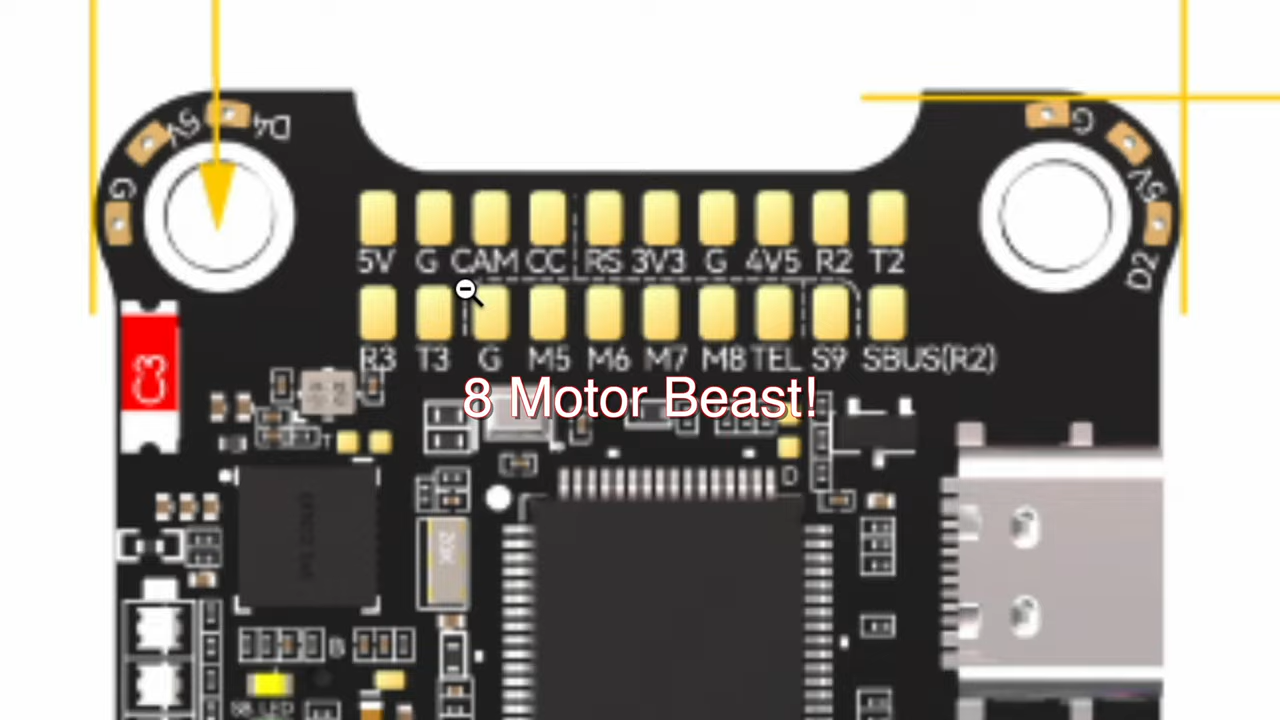 D4
5V
G
G
5V
D2
5V G CAM CC RS 3V3 G 4V5 R2 T2
R3 T3 G M5 M6 M7 M8 TEL S9 SBUS(R2)
C3
8 Motor Beast!
D
B